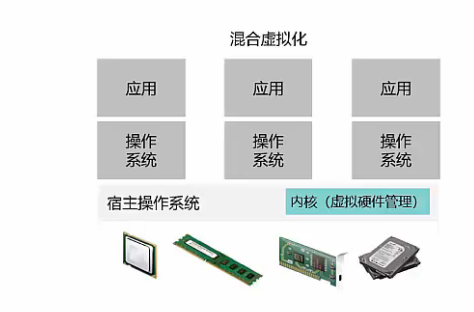 混合虚拟化
应用 应用 应用
操作 操作 操作
系统 系统 系统
宿主操作系统 内核（虚拟硬件管理）